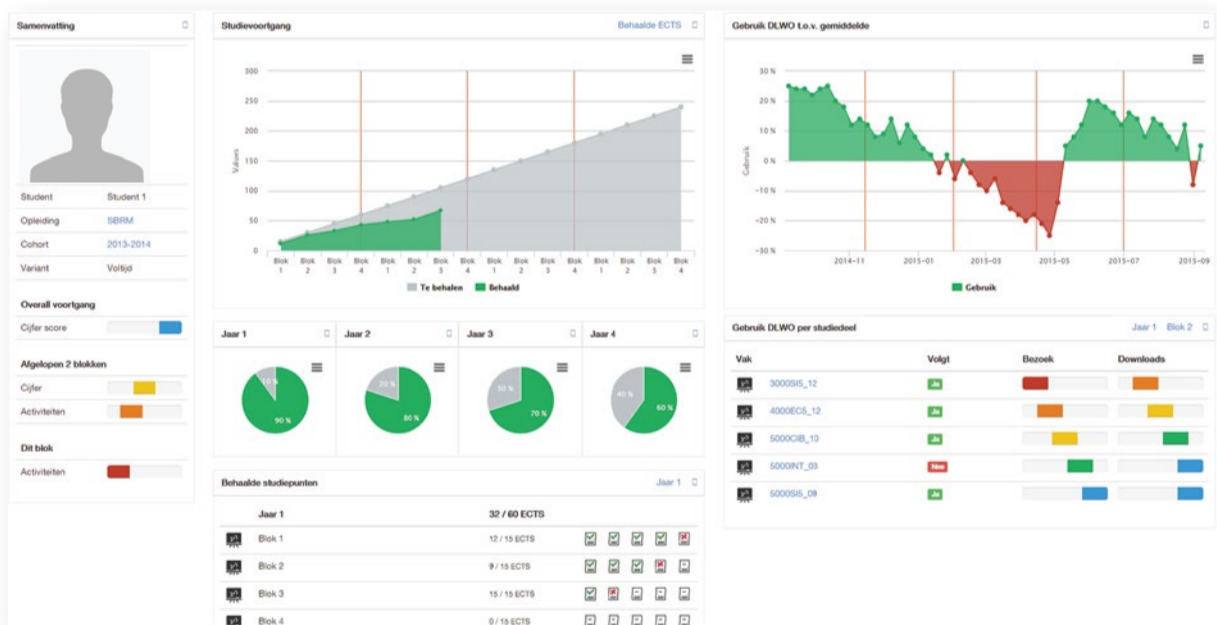 Samenvatting
Student Student 1
Opleiding SBRM
Cohort 2013-2014
Variant Voltijd
Overall voortgang
Cijfer score
Afgelopen 2 blokken
Cijfer
Activiteiten
Dit blok
Activiteiten
Studievoortgang Behaalde ECTS
Values
300
250
200
150
100
50
0
Blok 1 Blok 2 Blok 3 Blok 4 Blok 1 Blok 2 Blok 3 Blok 4 Blok 1 Blok 2 Blok 3 Blok 4 Blok 1 Blok 2 Blok Blok 4
Te behalen Behaald
Jaar 1 Jaar 2 Jaar 3 Jaar 4
10 % 90 %
20 % 80 %
30 % 70 %
40 % 60 %
Behaalde studiepunten Jaar 1
Jaar 1 32 / 60 ECTS
Blok 1 12 / 15 ECTS
Blok 2 9 / 15 ECTS
Blok 3 15 / 15 ECTS
Blok 4 0 / 15 ECTS
Gebruik DLWO t.o.v. gemiddelde
Gebruik
30 %
20 %
10 %
0 %
-10 %
-20 %
-30 %
2014-11 2015-01 2015-03 2015-05 2015-07 2015-09
Gebruik
Gebruik DLWO per studiedeel Jaar 1 Blok 2
Vak Volgt Bezoek Downloads
3000SIS_12 Ja
4000ECS_12 Ja
5000CIB_10 Ja
5000INT_03 Nee
5000SIS_09 Ja